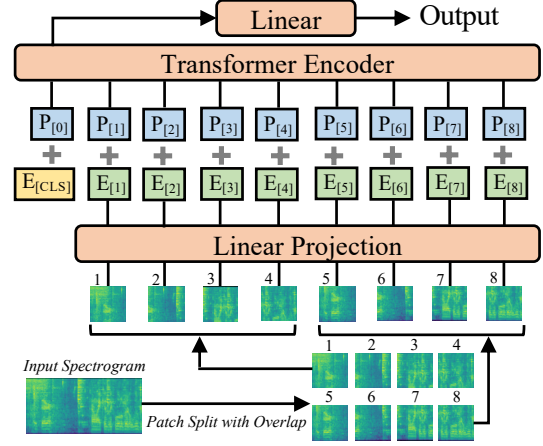 Linear Output
Transformer Encoder
P[0] P[1] P[2] P[3] P[4] P[5] P[6] P[7] P[8]
+ + + + + + + + +
E[CLS] E[1] E[2] E[3] E[4] E[5] E[6] E[7] E[8]
Linear Projection
1 2 3 4 5 6 7 8
1 2 3 4
Input Spectrogram
5 6 7 8
Patch Split with Overlap